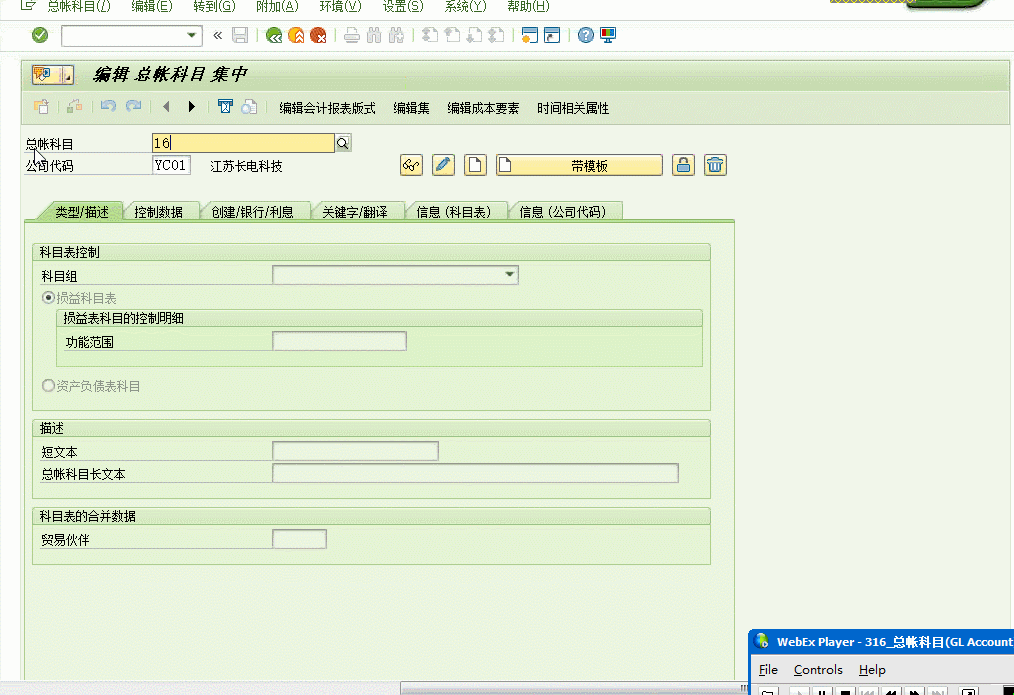 总帐科目(I) 编辑(E) 转到(G) 附加(A) 环境(V) 设置(S) 系统(Y) 帮助(H)
编辑 总帐科目 集中
编辑会计报表版式 编辑集 编辑成本要素 时间相关属性
总帐科目 16
公司代码 YC01 江苏长电科技 带模板
类型/描述 控制数据 创建/银行/利息 关键字/翻译 信息 (科目表) 信息 (公司代码)
科目表控制
科目组
损益科目表
损益表科目的控制明细
功能范围
资产负债表科目
描述
短文本
总帐科目长文本
科目表的合并数据
贸易伙伴
WebEx Player - 316_总帐科目(GL Account
File Controls Help